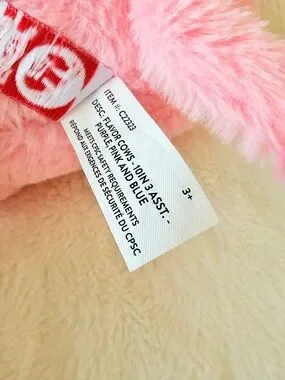 ITEM #: C22323
DESC: FLAVOR COWS - 10IN 3 ASST. -
PURPLE, PINK AND BLUE
MEETS CPSC SAFETY REQUIREMENTS
RÉPOND AUX EXIGENCES DE SÉCURITÉ DU CPSC
3+